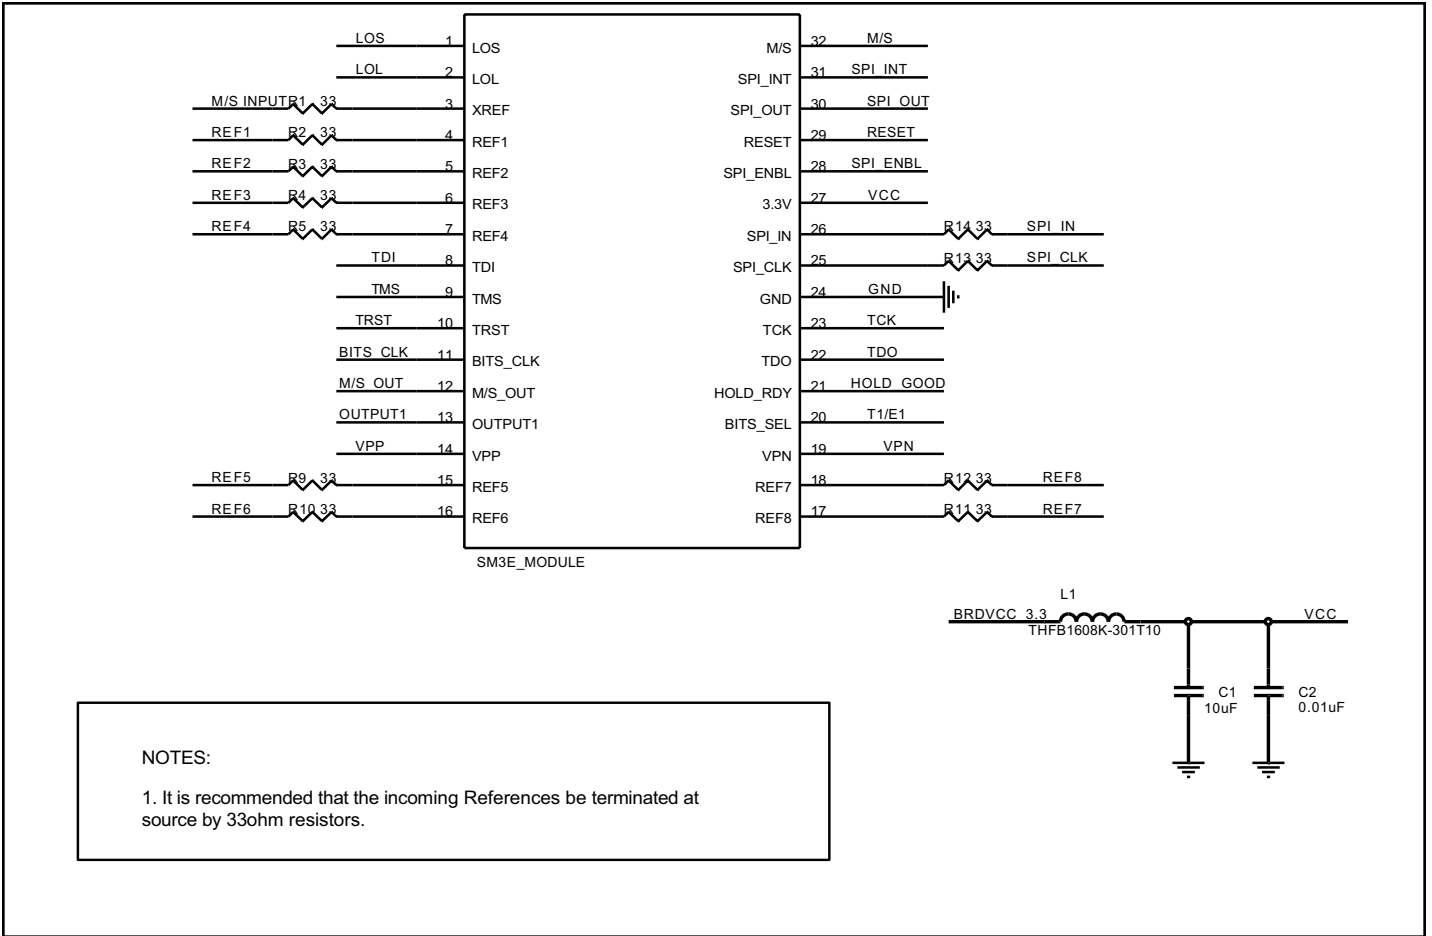 LOS 1 LOS M/S 32 M/S
LOL 2 LOL SPI_INT 31 SPI_INT
M/S INPUT R1 33 3 XREF SPI_OUT 30 SPI_OUT
REF1 R2 33 4 REF1 RESET 29 RESET
REF2 R3 33 5 REF2 SPI_ENBL 28 SPI_ENBL
REF3 R4 33 6 REF3 3.3V 27 VCC
REF4 R5 33 7 REF4 SPI_IN 26 R14 33 SPI_IN
TDI 8 TDI SPI_CLK 25 R13 33 SPI_CLK
TMS 9 TMS GND 24 GND
TRST 10 TRST TCK 23 TCK
BITS_CLK 11 BITS_CLK TDO 22 TDO
M/S_OUT 12 M/S_OUT HOLD_RDY 21 HOLD_GOOD
OUTPUT1 13 OUTPUT1 BITS_SEL 20 T1/E1
VPP 14 VPP VPN 19 VPN
REF5 R9 33 15 REF5 REF7 18 R12 33 REF8
REF6 R10 33 16 REF6 REF8 17 R11 33 REF7
SM3E_MODULE
L1
BRDVCC_3.3 VCC
THFB1608K-301T10
C1 C2
10uF 0.01uF
NOTES:
1. It is recommended that the incoming References be terminated at
source by 33ohm resistors.